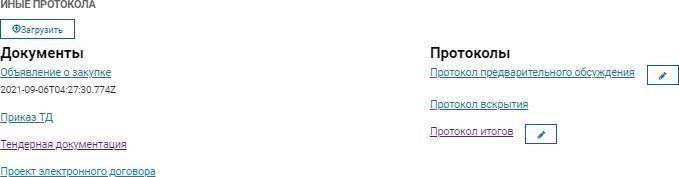 ИНЫЕ ПРОТОКОЛА
Загрузить
Документы
Объявление о закупке
2021-09-06T04:27:30.774Z
Приказ ТД
Тендерная документация
Проект электронного договора
Протоколы
Протокол предварительного обсуждения
Протокол вскрытия
Протокол итогов